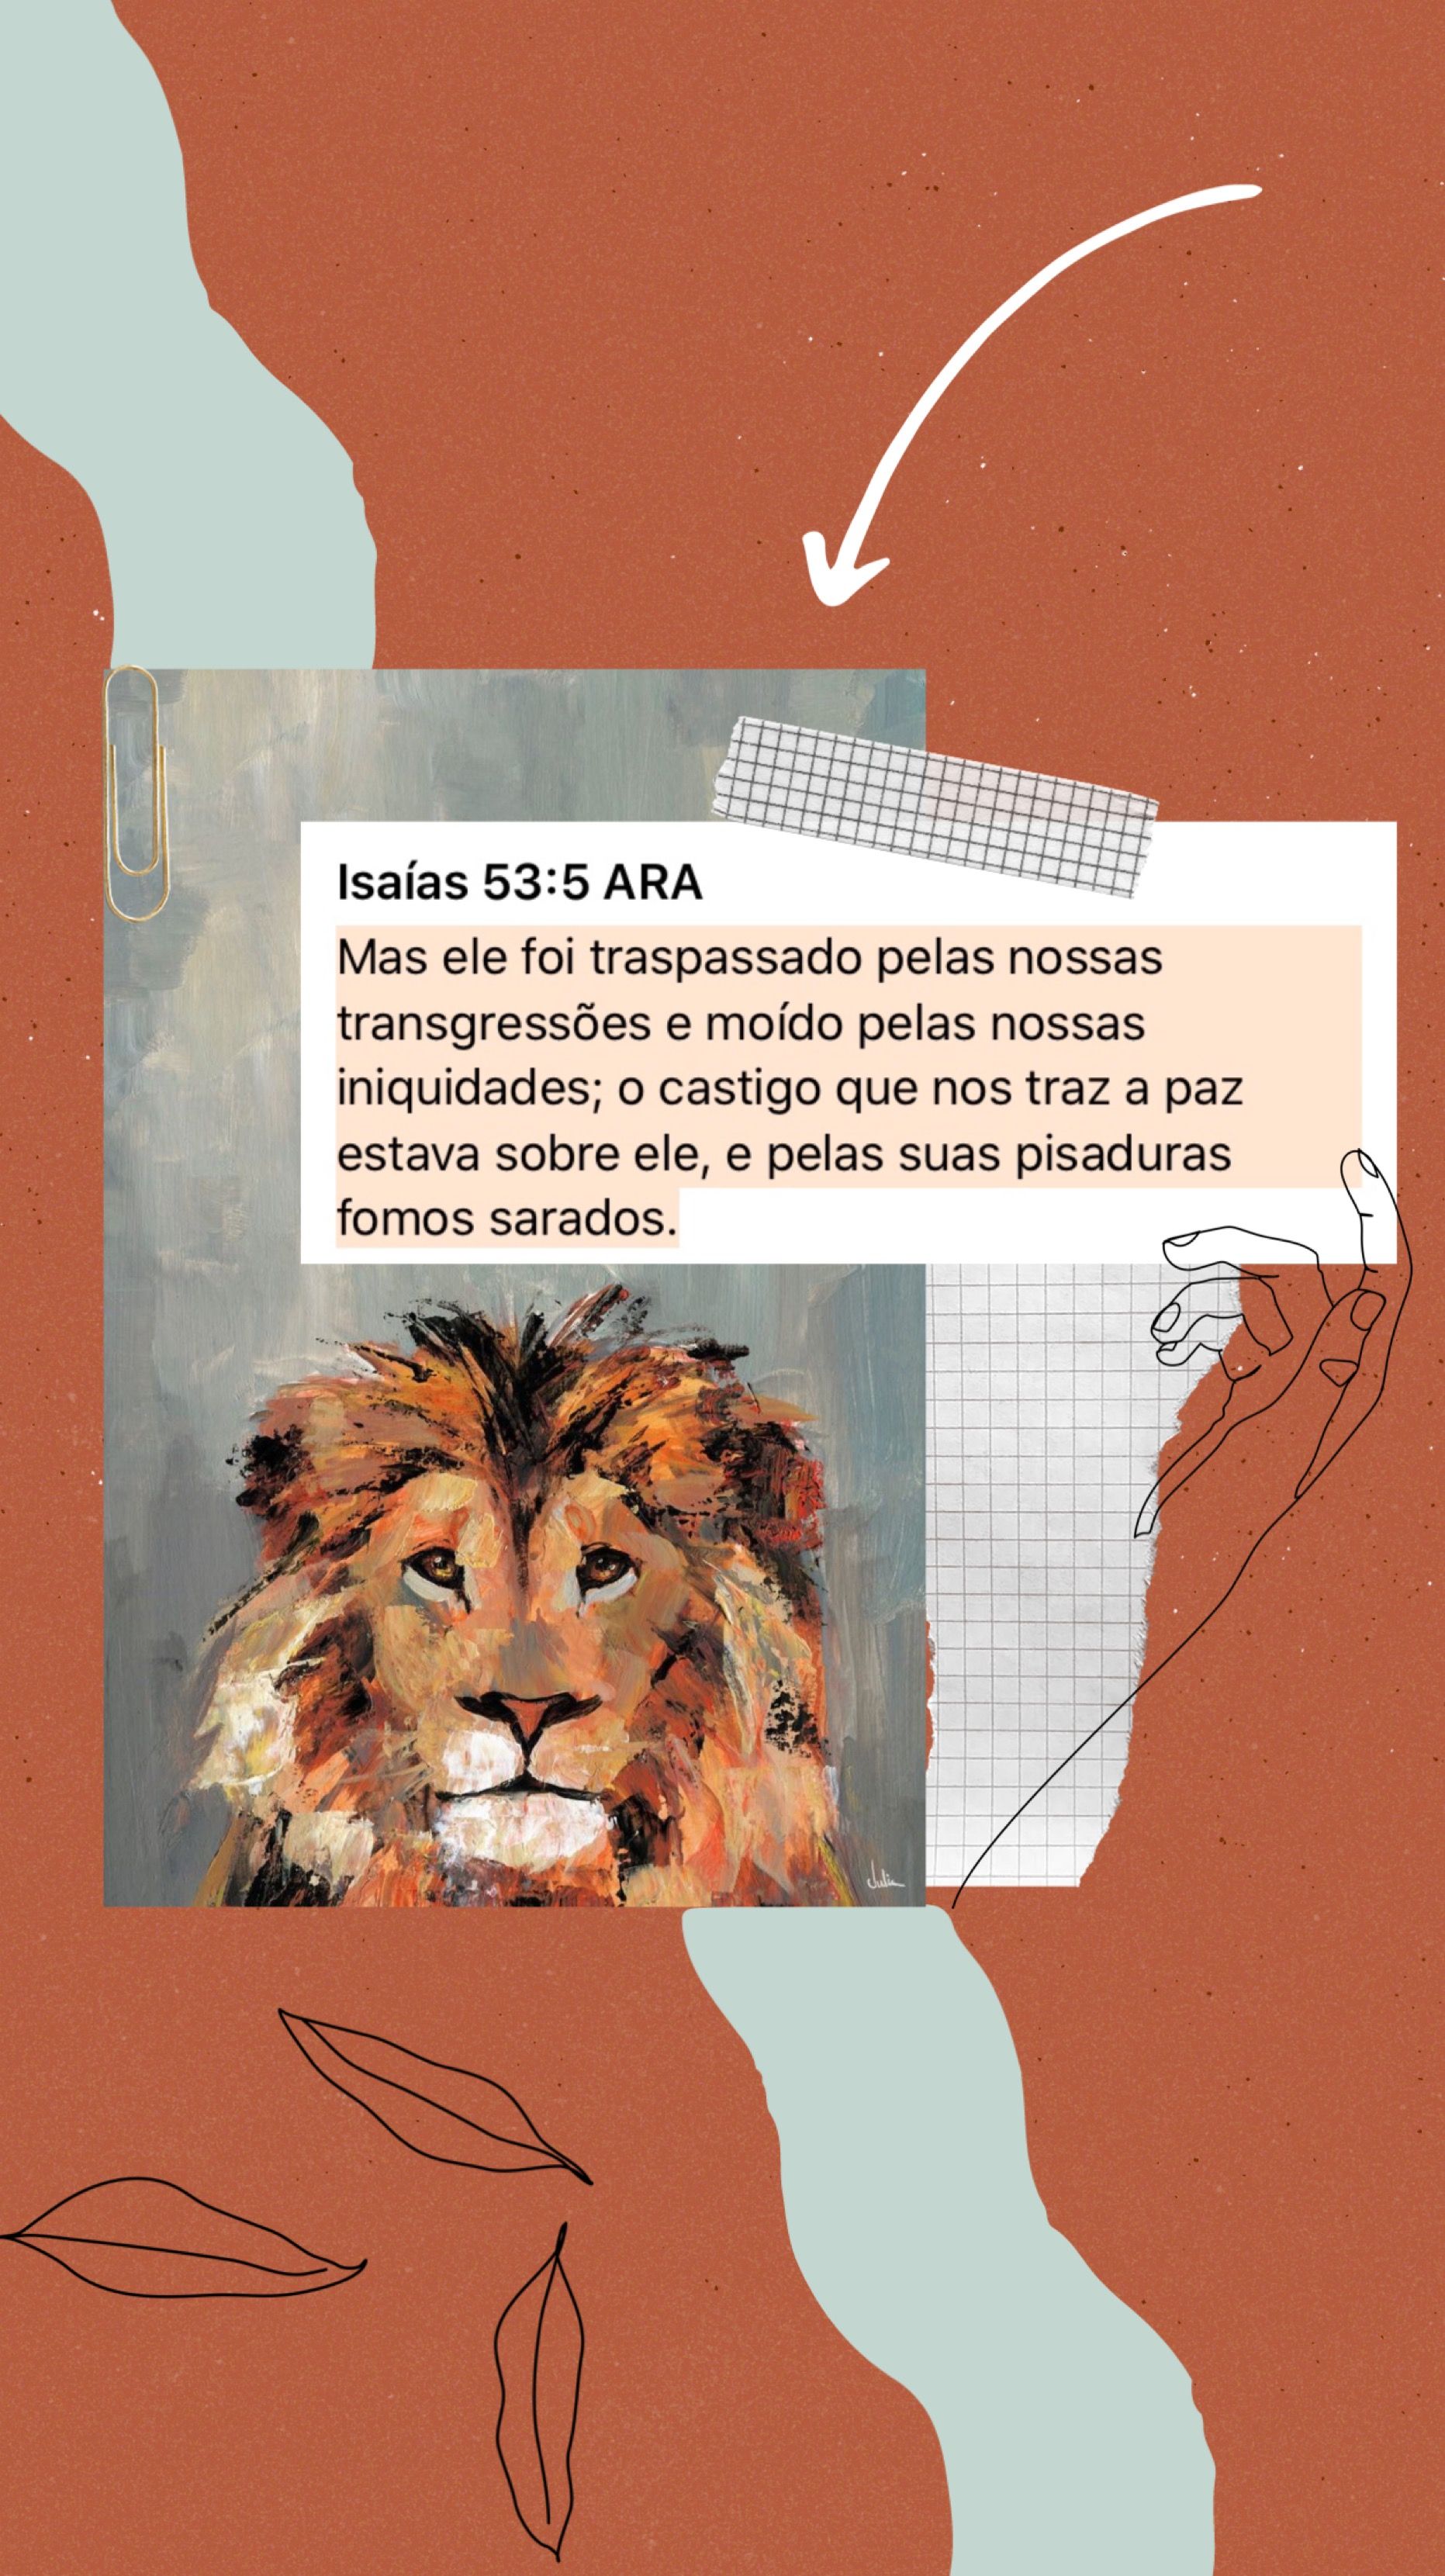 Isaías 53:5 ARA
Mas ele foi traspassado pelas nossas
transgressões e moído pelas nossas
iniquidades; o castigo que nos traz a paz
estava sobre ele, e pelas suas pisaduras
fomos sarados.
Julia